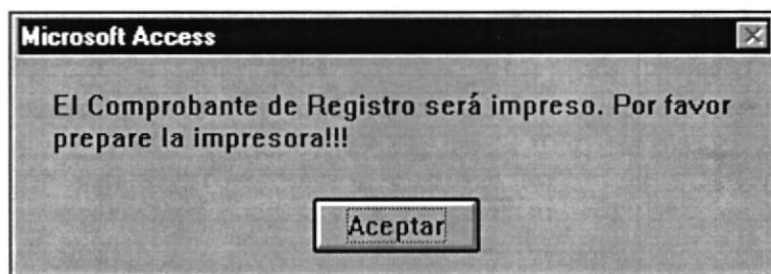 Microsoft Access
El Comprobante de Registro será impreso. Por favor
prepare la impresora!!!
Aceptar